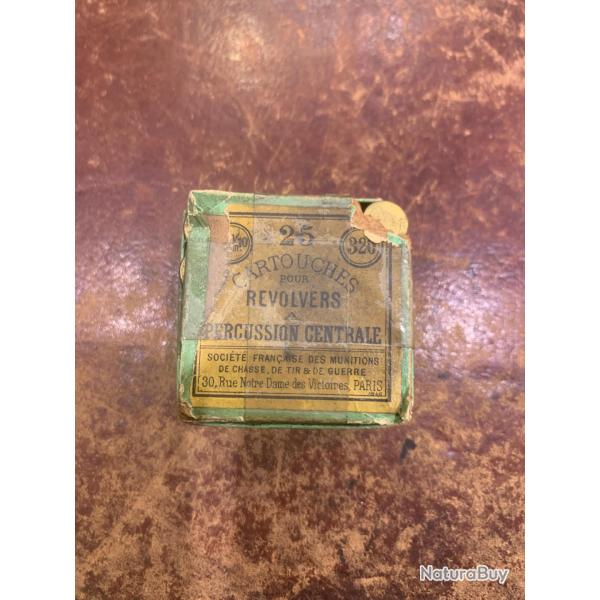 25
320
CARTOUCHES
POUR
REVOLVERS
A
PERCUSSION CENTRALE
SOCIÉTÉ FRANÇAISE DES MUNITIONS
DE CHASSE, DE TIR & DE GUERRE
30, Rue Notre Dame des Victoires, PARIS
NaturaBuy